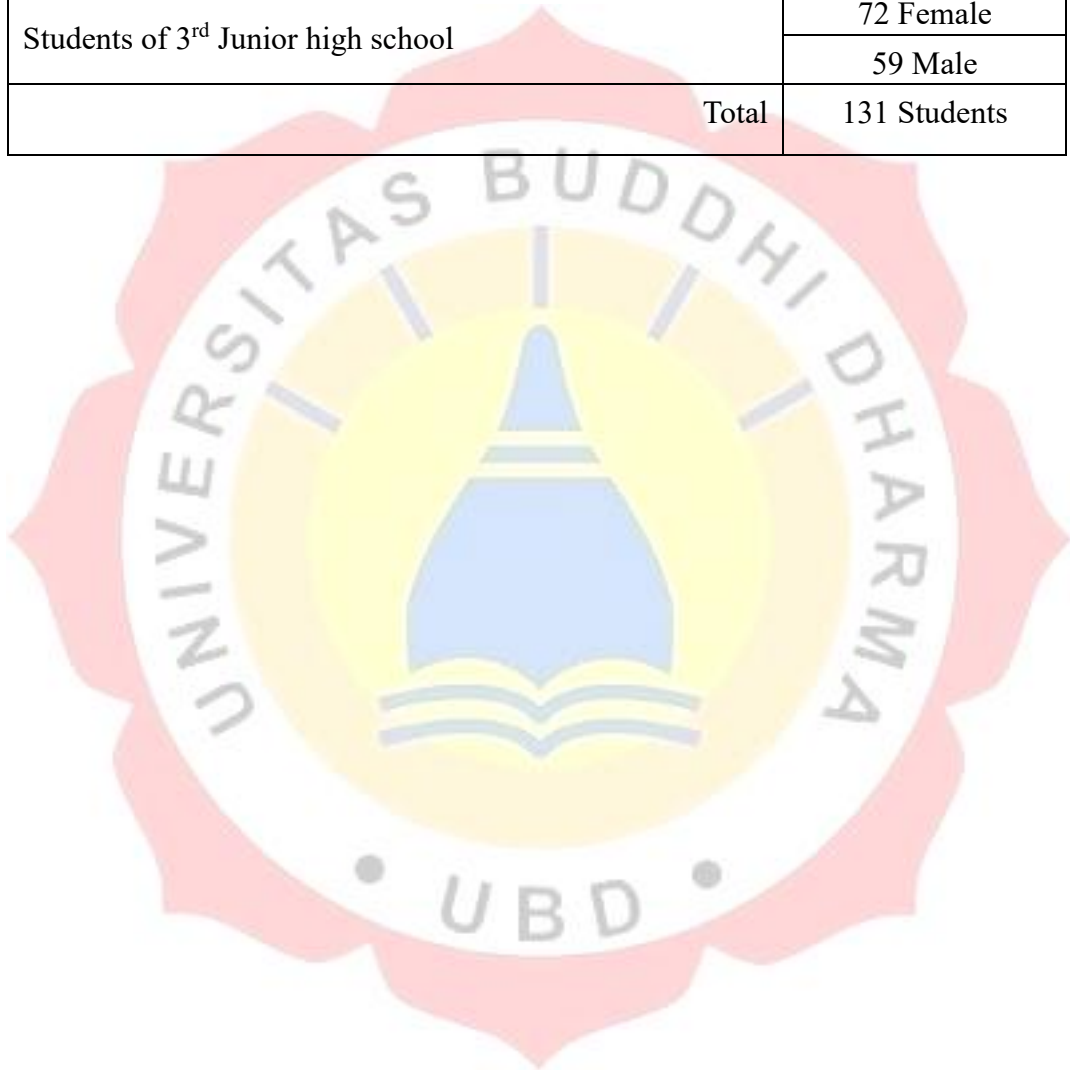 72 Female
Students of 3rd Junior high school
59 Male
Total 131 Students
UNIVERSITAS BUDDHI DHARMA
• UBD •